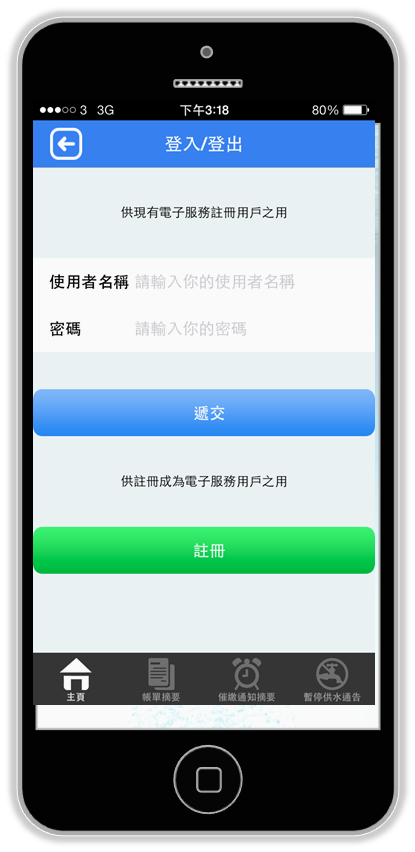 3 3G 下午3:18 80%
登入/登出
供現有電子服務註冊用戶之用
使用者名稱 請輸入你的使用者名稱
密碼 請輸入你的密碼
遞交
供註冊成為電子服務用戶之用
註冊
主頁 帳單摘要 催繳通知摘要 暫停供水通告